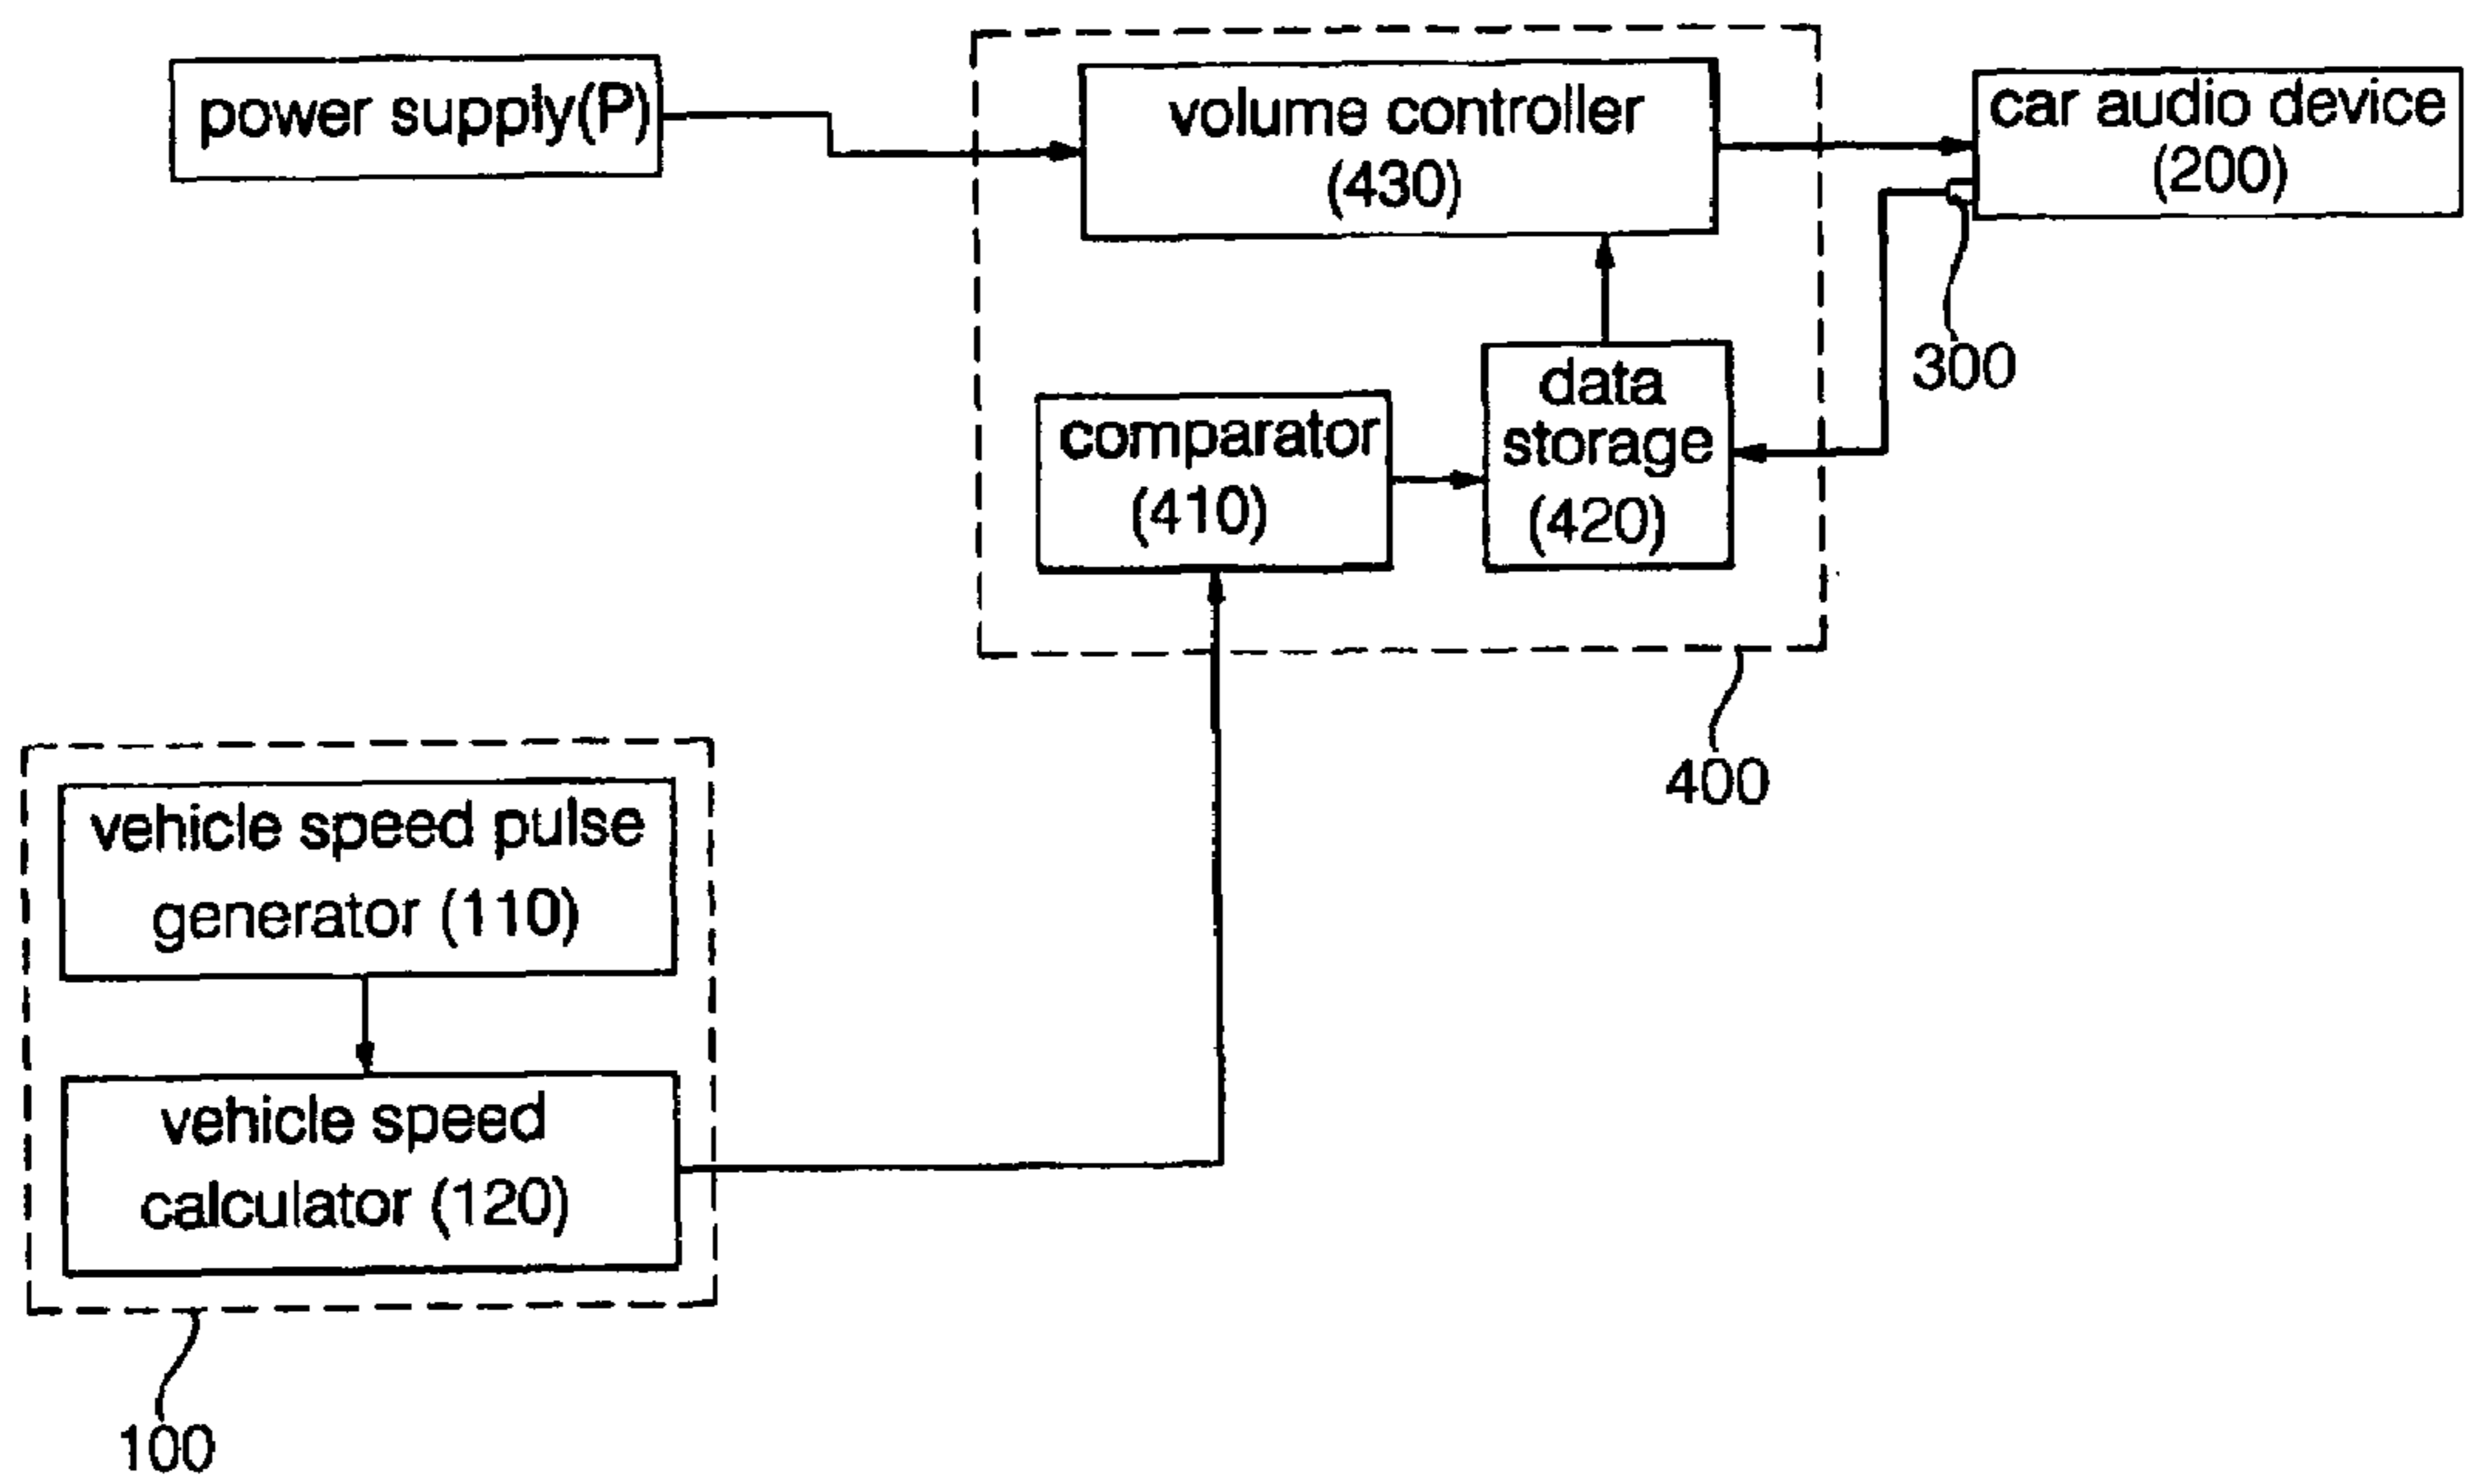 power supply(P)
volume controller
(430)
car audio device
(200)
300
data
storage
(420)
comparator
(410)
400
vehicle speed pulse
generator (110)
vehicle speed
calculator (120)
100